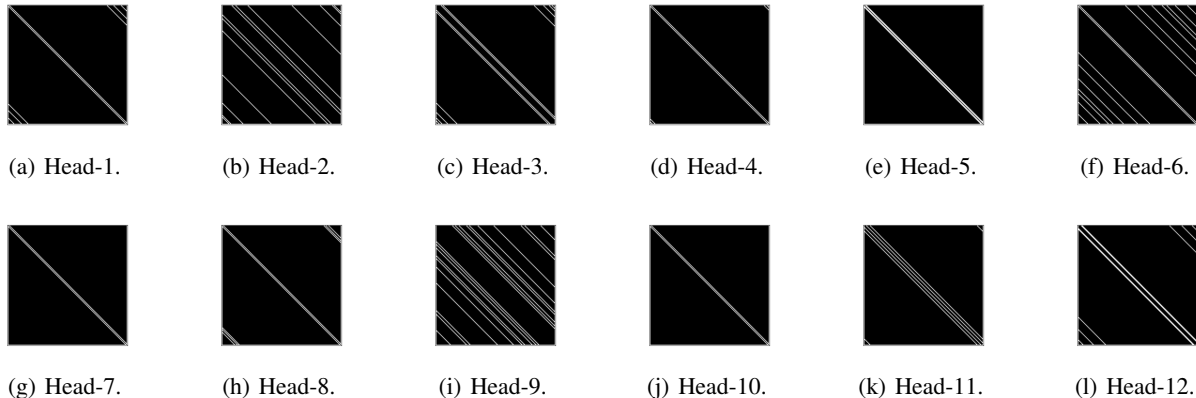 (a) Head-1. (b) Head-2. (c) Head-3. (d) Head-4. (e) Head-5. (f) Head-6.
(g) Head-7. (h) Head-8. (i) Head-9. (j) Head-10. (k) Head-11. (l) Head-12.